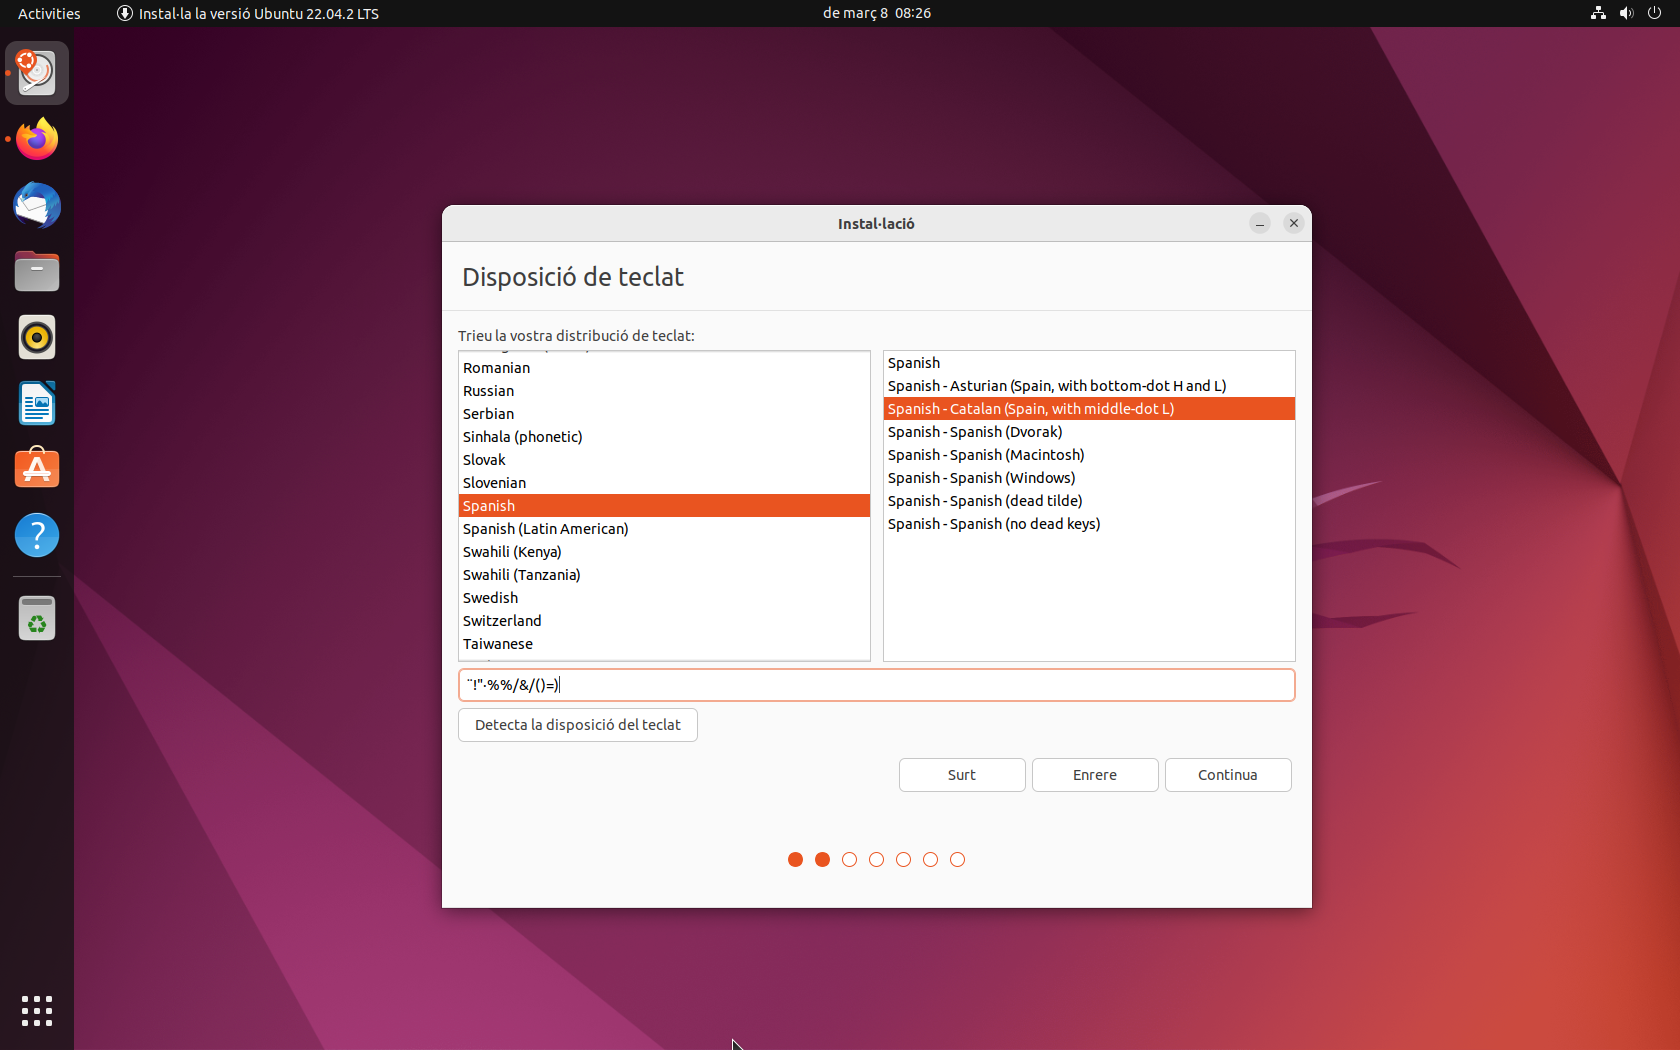 Activities
Instal·la la versió Ubuntu 22.04.2 LTS
de març 8 08:26
Instal·lació
Disposició de teclat
Trieu la vostra distribució de teclat:
Romanian
Russian
Serbian
Sinhala (phonetic)
Slovak
Slovenian
Spanish
Spanish (Latin American)
Swahili (Kenya)
Swahili (Tanzania)
Swedish
Switzerland
Taiwanese
Spanish
Spanish - Asturian (Spain, with bottom-dot H and L)
Spanish - Catalan (Spain, with middle-dot L)
Spanish - Spanish (Dvorak)
Spanish - Spanish (Macintosh)
Spanish - Spanish (Windows)
Spanish - Spanish (dead tilde)
Spanish - Spanish (no dead keys)
¨!"·%%/&/()=)
Detecta la disposició del teclat
Surt
Enrere
Continua